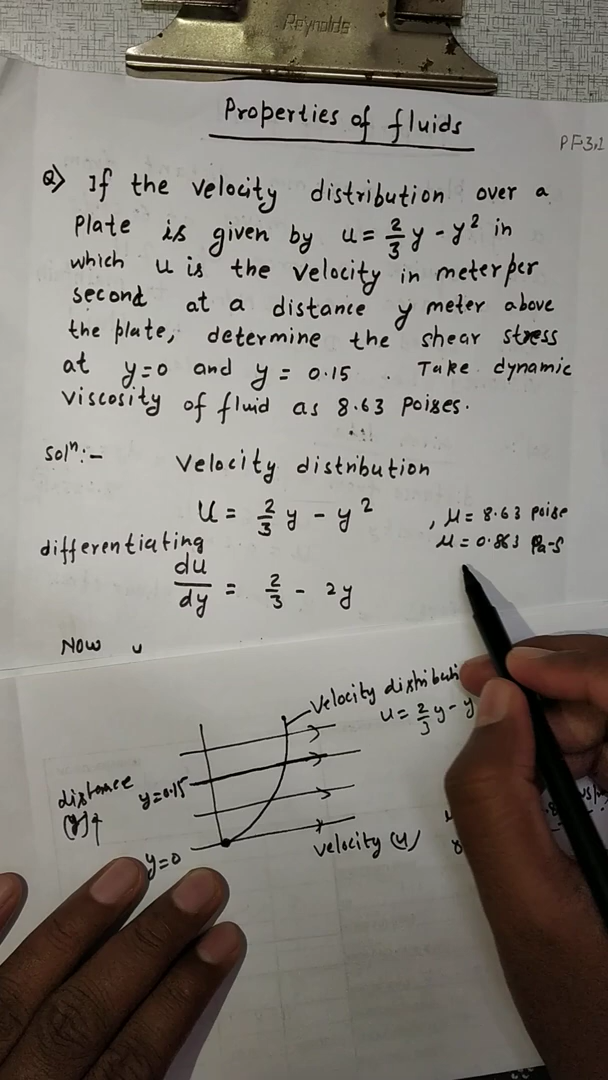 Reynolds
Properties of fluids
PF3.1
Q) If the velocity distribution over a
plate is given by u = 2/3 y - y² in
which u is the velocity in meter per
second at a distance y meter above
the plate, determine the shear stress
at y=0 and y = 0.15 . Take dynamic
viscosity of fluid as 8.63 poises.
Solⁿ:- Velocity distribution
U = 2/3 y - y² , μ = 8.63 poise
differentiating μ = 0.863 Pa-s
du/dy = 2/3 - 2y
Now
Velocity distributi
u = 2/3 y - y
distance
(y)↑
y=0.15
y=0
velocity (u)